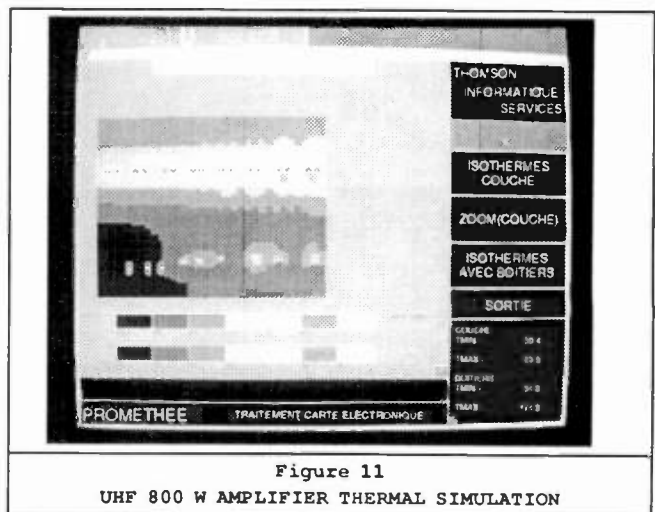 THOMSON
INFORMATIQUE
SERVICES
ISOTHERMES
COUCHE
ZOOM(COUCHE)
ISOTHERMES
AVEC BOITIERS
SORTIE
COUCHE
TMIN
TMAX
TMIN
TMAX
PROMETHEE
TRAITEMENT CARTE ELECTRONIQUE
Figure 11
UHF 800 W AMPLIFIER THERMAL SIMULATION